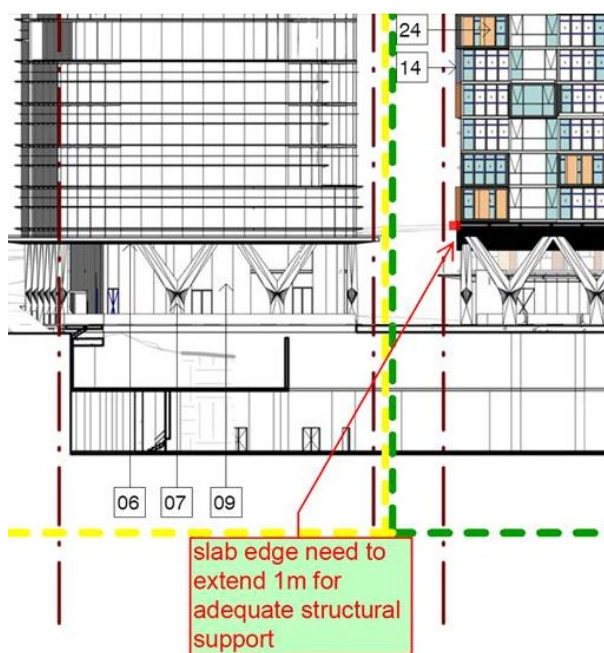 24
14
06 07 09
slab edge need to
extend 1m for
adequate structural
support